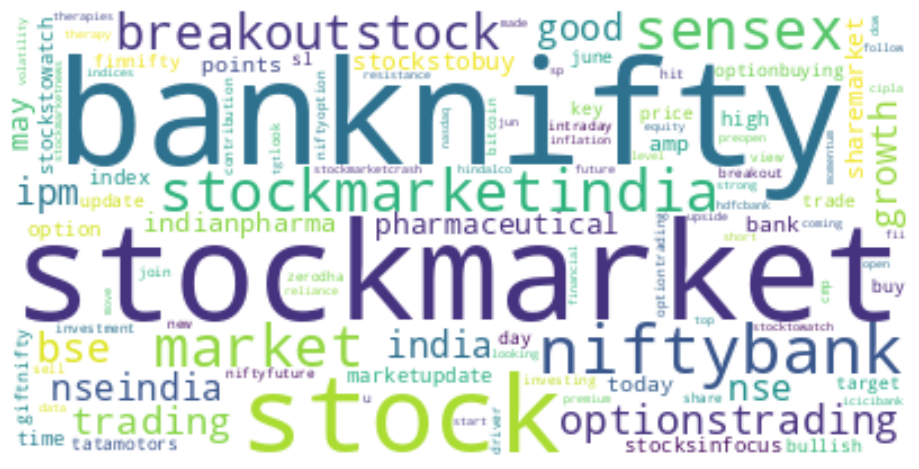 therapies
therapy
volatility
breakoutstock
made
good
sensex
dow
follow
finnifty
points
sl
stockstobuy
june
hit
optionbuying
sharemarket
cipla
may
stockstowatch
stockmarketnews
indices
banknifty
resistance
sp
key
price
high
contribution
niftyoption
nasdaq
bitcoin
intraday
equity
amp
preopen
momentum
growth
tgtlook
jun
inflation
level
view
breakout
ipm
index
stockmarketcrash
hindalco
future
strong
update
stockmarketindia
hdfcbank
trade
option
indianpharma
pharmaceutical
upside
bank
coming
short
fii
stockmarket
join
zerodha
reliance
move
financial
optiontrading
cmp
open
buy
giftnifty
investment
new
day
top
stocktowatch
bse
market
india
looking
niftybank
sell
nseindia
niftyfuture
marketupdate
investing
today
nse
target
data
trading
stock
u
premium
share
icicibank
start
driver
optionstrading
time
tatamotors
stocksinfocus
bullish